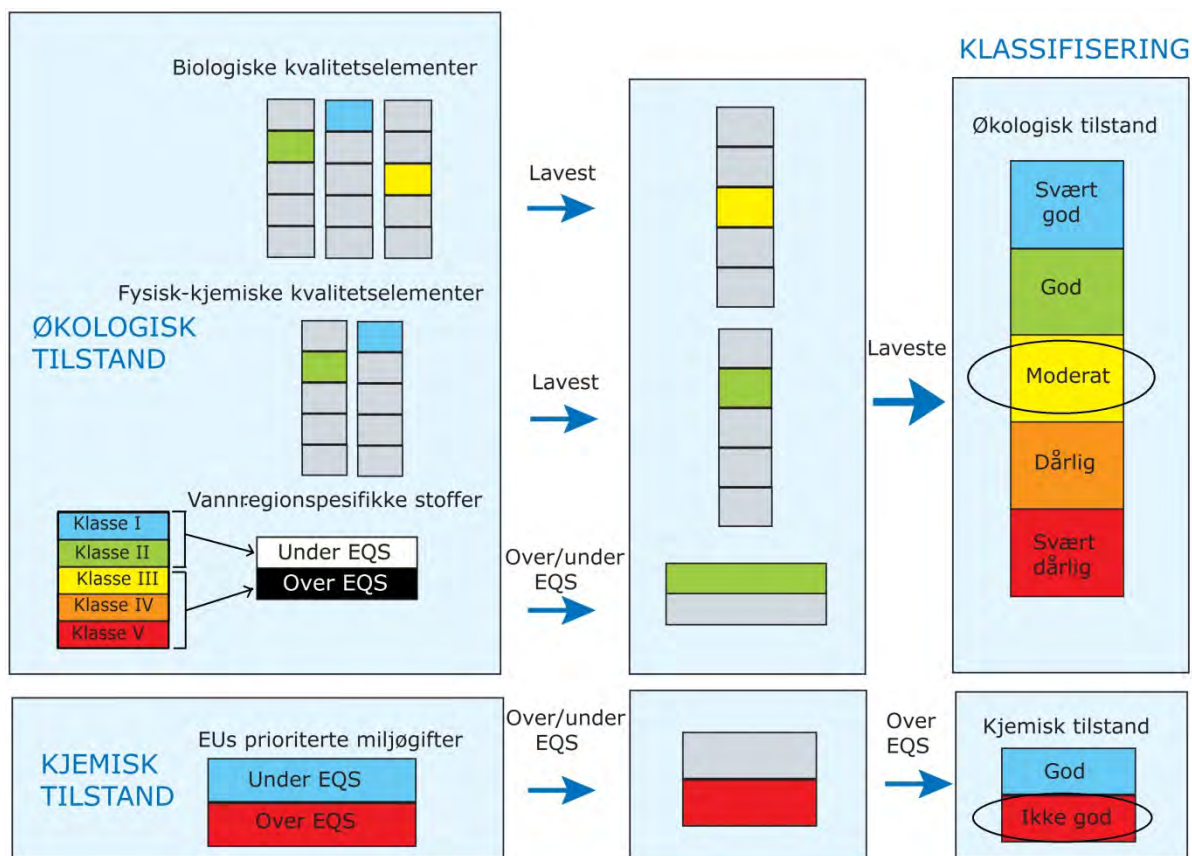 KLASSIFISERING
Biologiske kvalitetselementer
Lavest
Fysisk-kjemiske kvalitetselementer
ØKOLOGISK
TILSTAND
Lavest
Vannregionspesifikke stoffer
Klasse I
Klasse II
Klasse III
Klasse IV
Klasse V
Under EQS
Over EQS
Over/under
EQS
Laveste
Økologisk tilstand
Svært
god
God
Moderat
Dårlig
Svært
dårlig
KJEMISK
TILSTAND
EUs prioriterte miljøgifter
Under EQS
Over EQS
Over/under
EQS
Over
EQS
Kjemisk tilstand
God
Ikke god